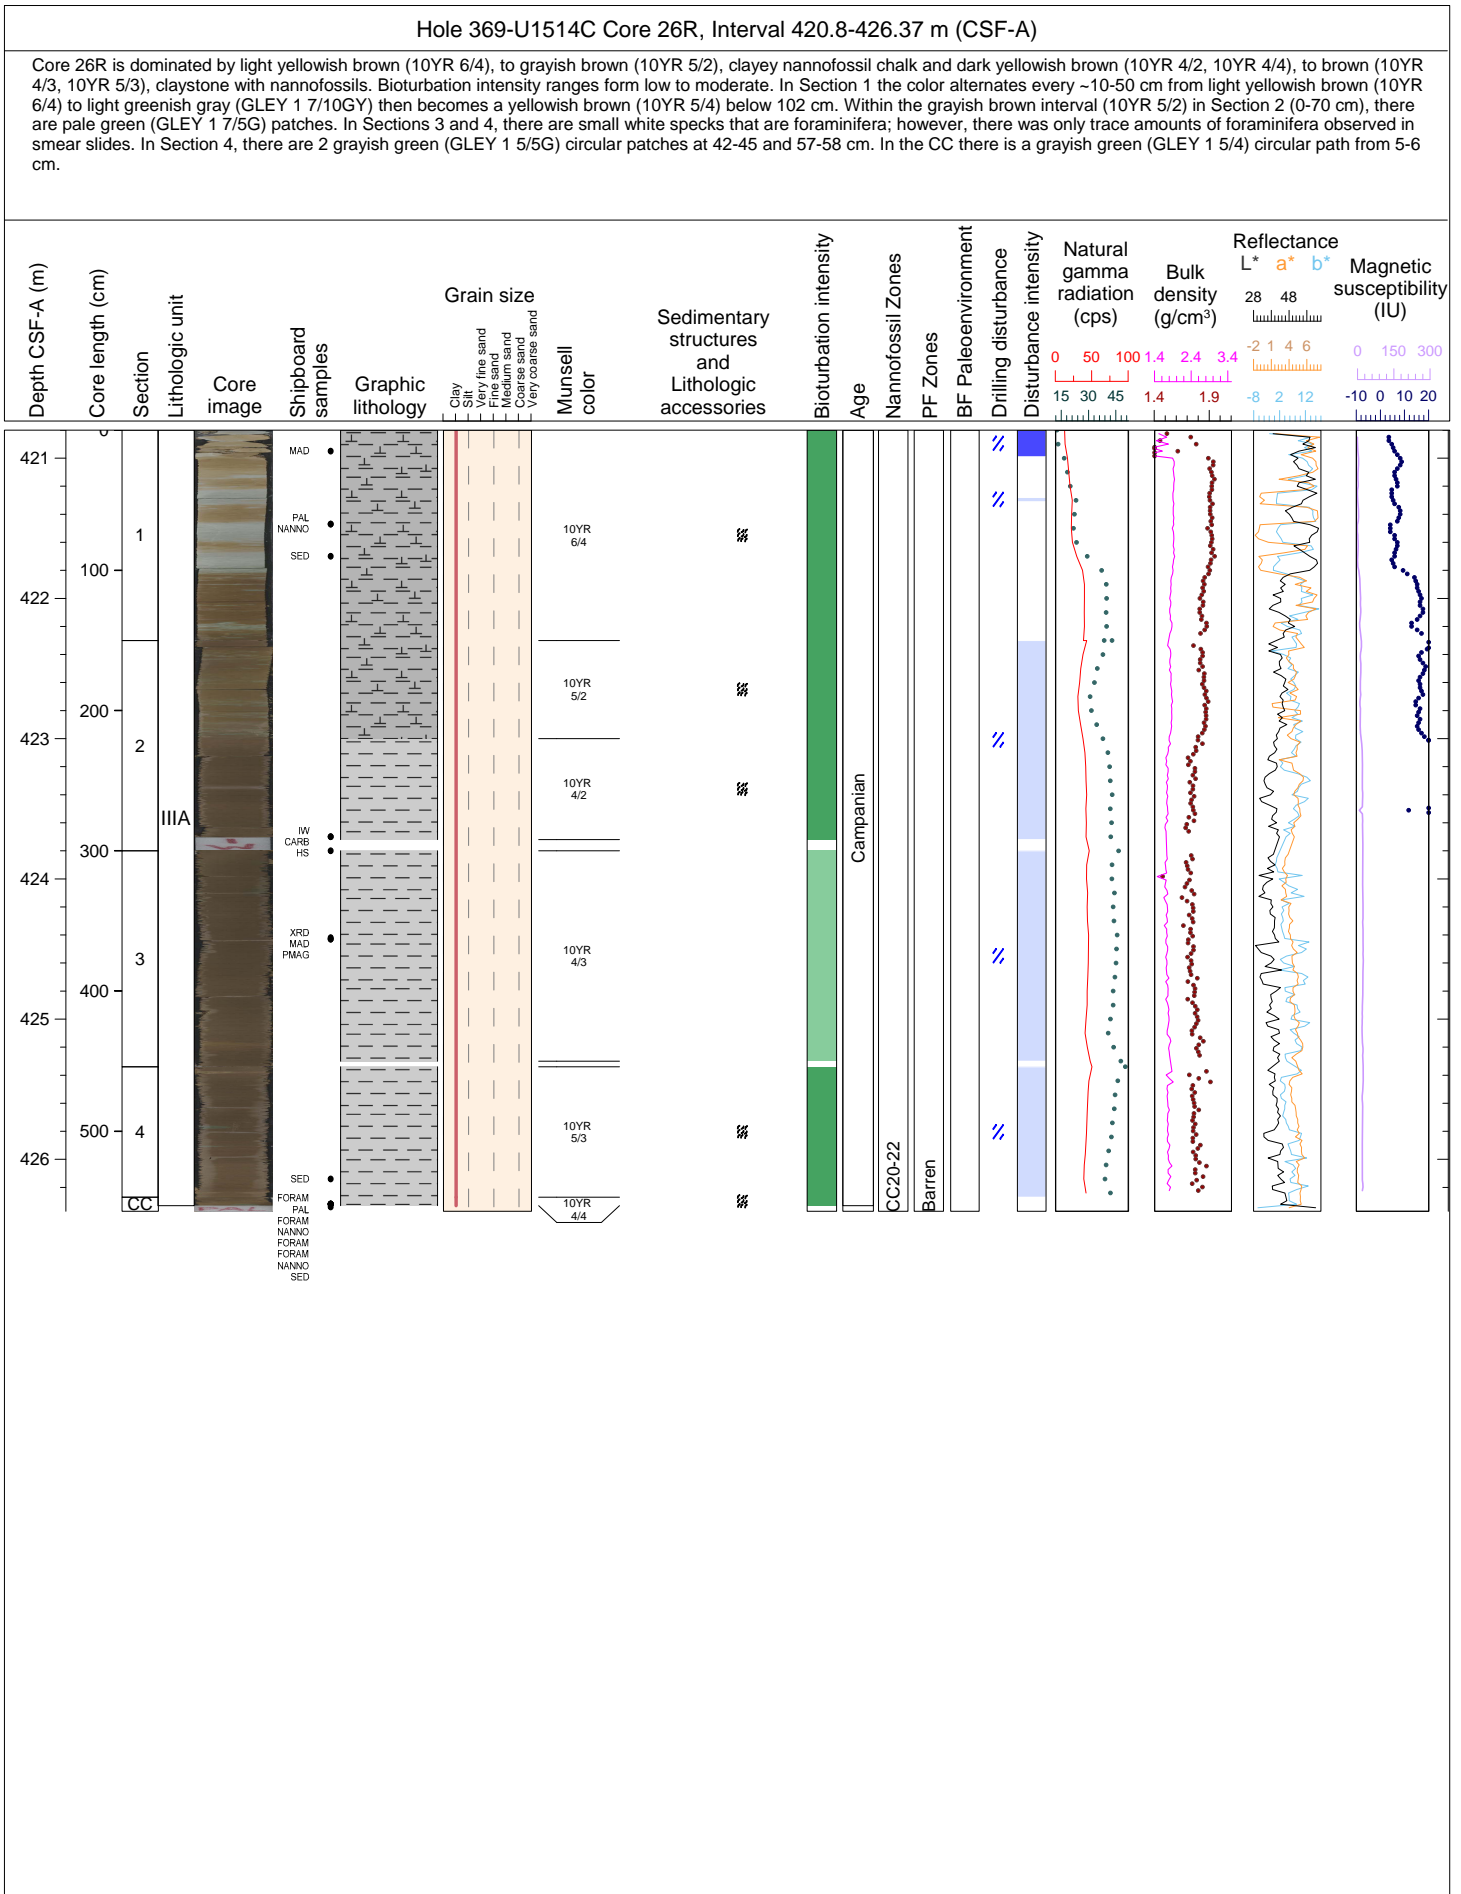 Hole 369-U1514C Core 26R, Interval 420.8-426.37 m (CSF-A)
Core 26R is dominated by light yellowish brown (10YR 6/4), to grayish brown (10YR 5/2), clayey nannofossil chalk and dark yellowish brown (10YR 4/2, 10YR 4/4), to brown (10YR
4/3, 10YR 5/3), claystone with nannofossils. Bioturbation intensity ranges form low to moderate. In Section 1 the color alternates every ~10-50 cm from light yellowish brown (10YR
6/4) to light greenish gray (GLEY 1 7/10GY) then becomes a yellowish brown (10YR 5/4) below 102 cm. Within the grayish brown interval (10YR 5/2) in Section 2 (0-70 cm), there
are pale green (GLEY 1 7/5G) patches. In Sections 3 and 4, there are small white specks that are foraminifera; however, there was only trace amounts of foraminifera observed in
smear slides. In Section 4, there are 2 grayish green (GLEY 1 5/5G) circular patches at 42-45 and 57-58 cm. In the CC there is a grayish green (GLEY 1 5/4) circular path from 5-6
cm.
Depth CSF-A (m)
Core length (cm)
Section
Lithologic unit
Core
image
Shipboard
samples
Graphic
lithology
Grain size
Clay
Silt
Very fine sand
Fine sand
Medium sand
Coarse sand
Very coarse sand
Munsell
color
Sedimentary
structures
and
Lithologic
accessories
Bioturbation intensity
Age
Nannofossil Zones
PF Zones
BF Paleoenvironment
Drilling disturbance
Disturbance intensity
Natural
gamma
radiation
(cps)
0 50 100
15 30 45
Bulk
density
(g/cm³)
1.4 2.4 3.4
1.4 1.9
Reflectance
L* a* b*
28 48
-2 1 4 6
-8 2 12
Magnetic
susceptibility
(IU)
0 150 300
-10 0 10 20
421
422
423
424
425
426
0
100
200
300
400
500
1
2
3
4
CC
IIIA
MAD
PAL
NANNO
SED
IW
CARB
HS
XRD
MAD
PMAG
SED
FORAM
PAL
FORAM
NANNO
FORAM
FORAM
NANNO
SED
10YR
6/4
10YR
5/2
10YR
4/2
10YR
4/3
10YR
5/3
10YR
4/4
Campanian
CC20-22
Barren